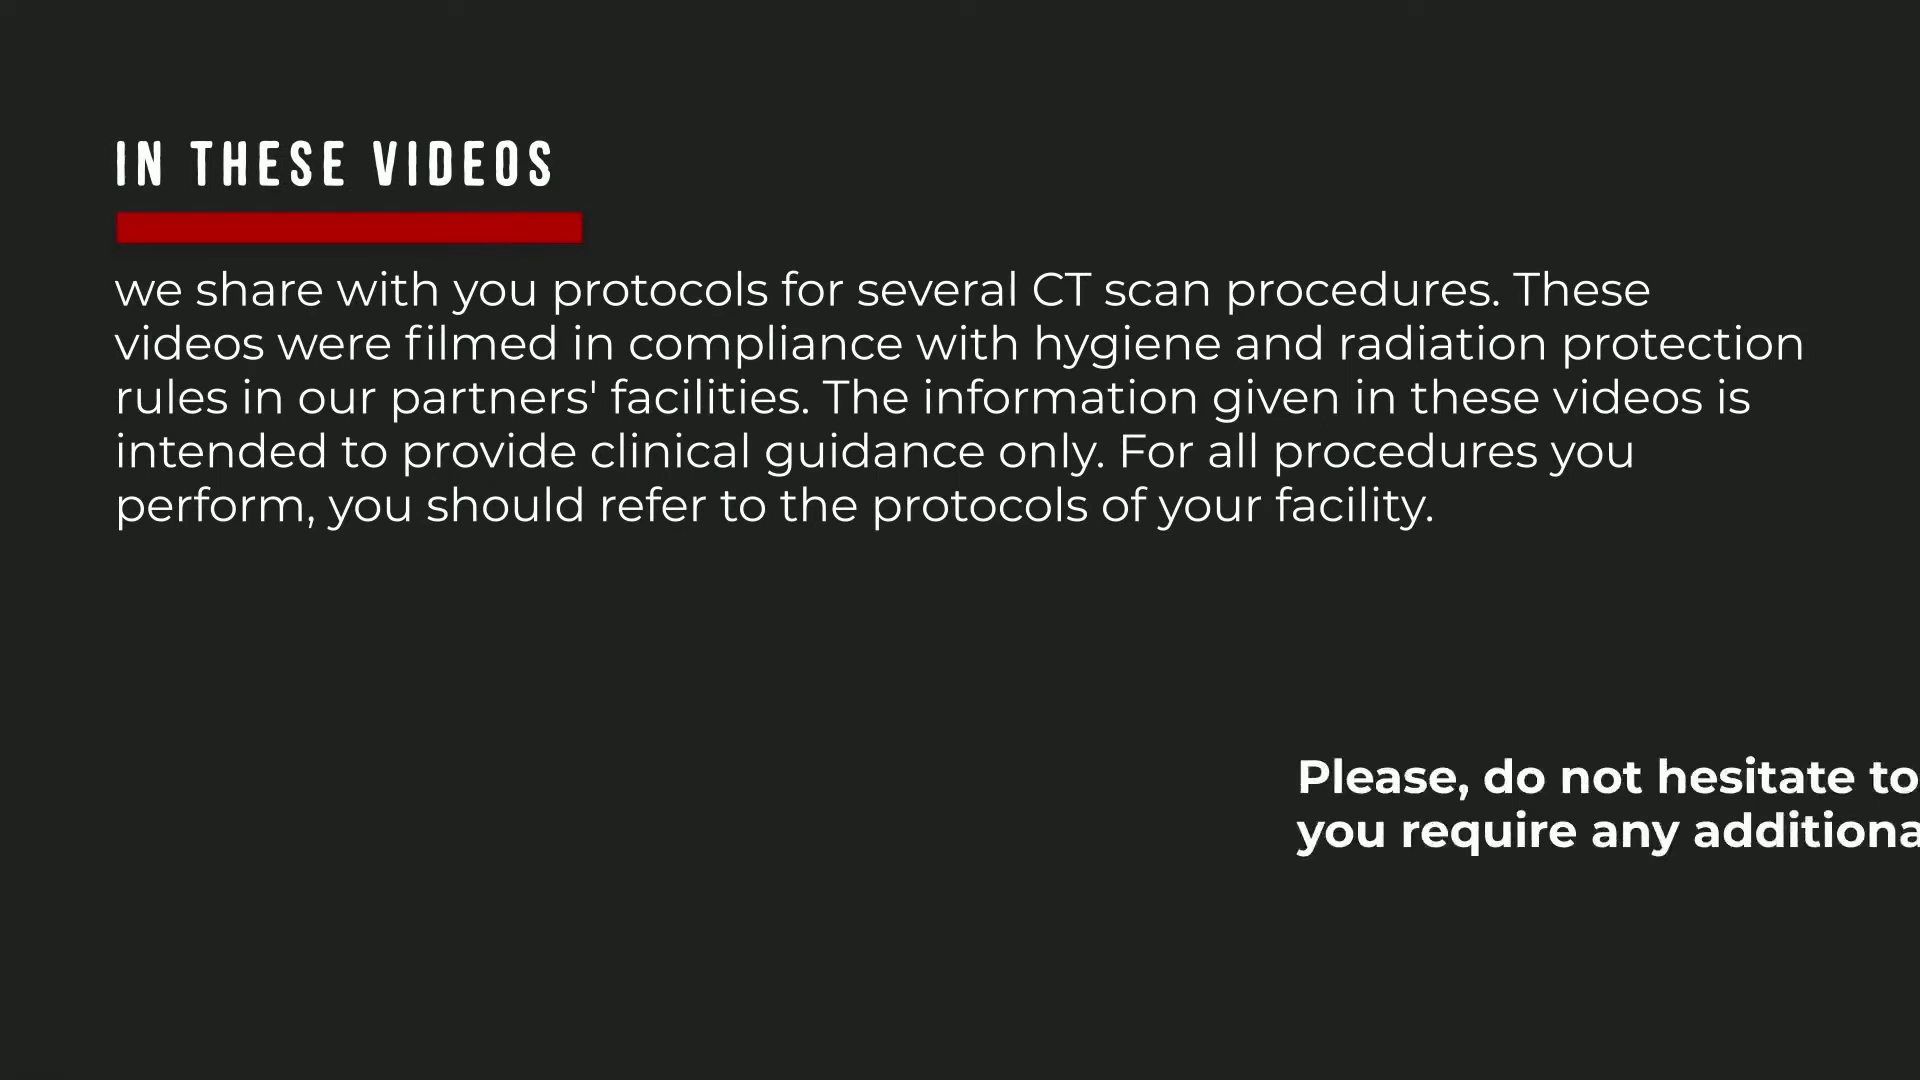 IN THESE VIDEOS
we share with you protocols for several CT scan procedures. These
videos were filmed in compliance with hygiene and radiation protection
rules in our partners' facilities. The information given in these videos is
intended to provide clinical guidance only. For all procedures you
perform, you should refer to the protocols of your facility.
Please, do not hesitate to
you require any additiona